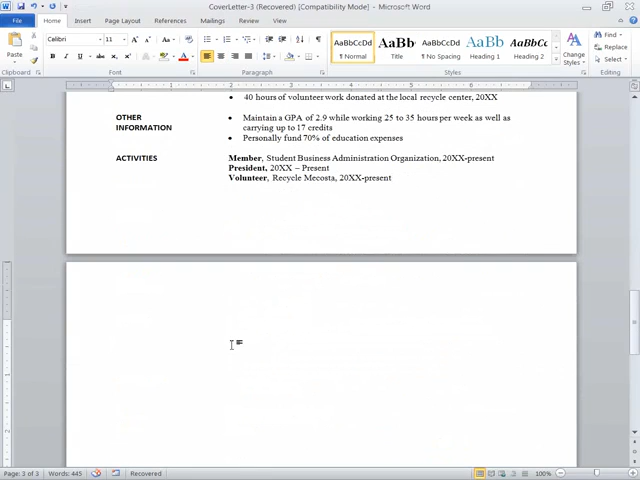 CoverLetter-3 (Recovered) [Compatibility Mode] - Microsoft Word
File Home Insert Page Layout References Mailings Review View
Paste
Calibri 11
AaBbCcDd AaBb AaBbCcDd AaBbCc AaBbCc
¶ Normal Title ¶ No Spacing Heading 1 Heading 2
Change Styles
Find
Replace
Select
Clipboard Font Paragraph Styles Editing
• 40 hours of volunteer work donated at the local recycle center, 20XX
OTHER INFORMATION
• Maintain a GPA of 2.9 while working 25 to 35 hours per week as well as
carrying up to 17 credits
• Personally fund 70% of education expenses
ACTIVITIES
Member, Student Business Administration Organization, 20XX-present
President, 20XX – Present
Volunteer, Recycle Mecosta, 20XX-present
Page: 3 of 3 Words: 445 Recovered 100%